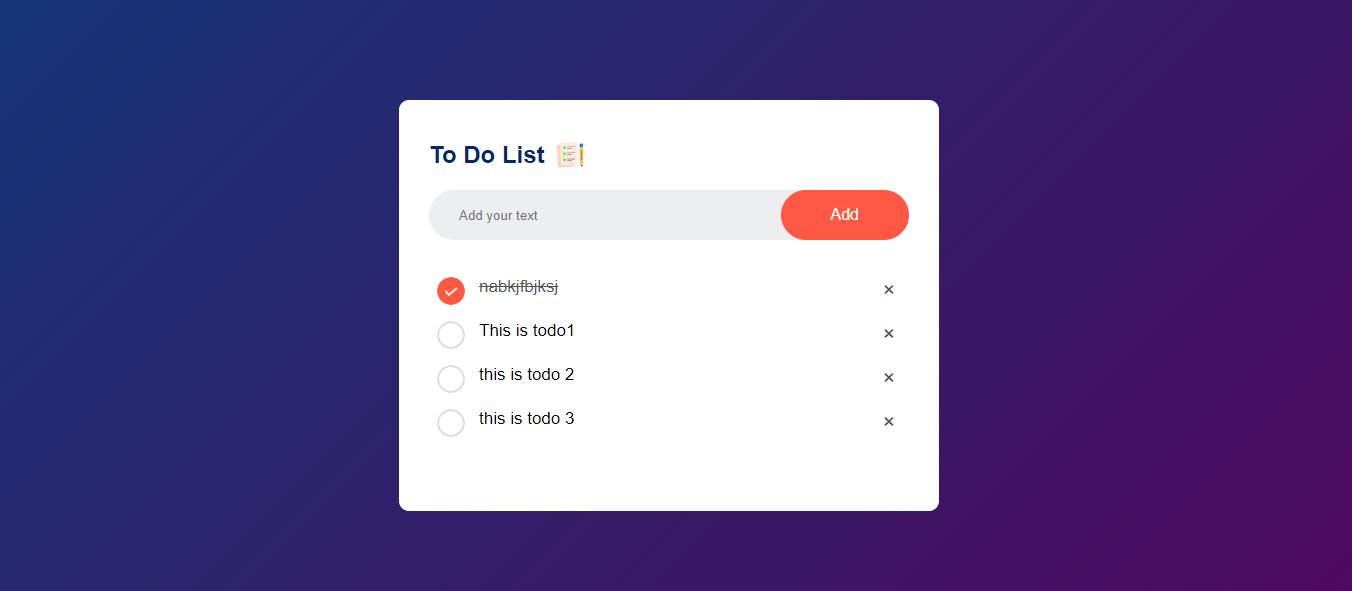 To Do List
Add your text
Add
nabkjfbjksj
This is todo1
this is todo 2
this is todo 3